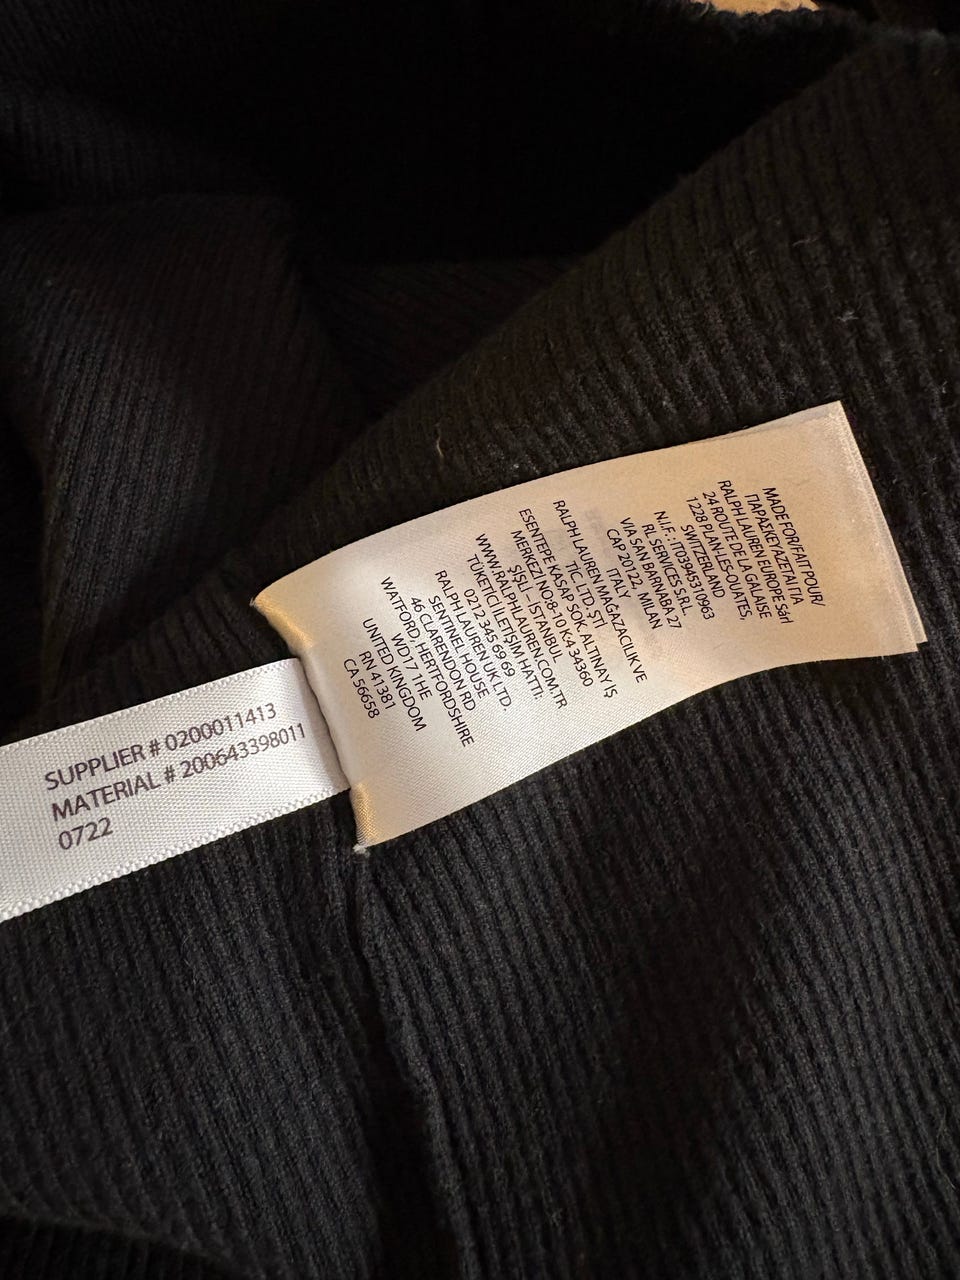 SUPPLIER # 0200011413
MATERIAL # 200643398011
0722
MADE FOR/FAIT POUR/
ΠΑΡΑΣΚΕΥΑΖΕΤΑΙ ΓΙΑ
RALPH LAUREN EUROPE Sàrl
24 ROUTE DE LA GALAISE
1228 PLAN-LES-OUATES,
SWITZERLAND
N.I.F. : IT03945310963
RL SERVICES S.R.L.
VIA SAN BARNABA 27
CAP 20122, MILAN
ITALY
RALPH LAUREN MAĞAZACILIK VE
TIC. LTD. ŞTİ
ESENTEPE KASAP SOK. ALTINAY IS
MERKEZI NO:8-10 K:4 34360
ŞİŞLİ – İSTANBUL
WWW.RALPHLAUREN.COM.TR
TÜKETİCİ İLETİŞİM HATTI:
0212 345 69 69
RALPH LAUREN UK LTD.
SENTINEL HOUSE
46 CLARENDON RD
WATFORD, HERTFORDSHIRE
WD17 1HE
UNITED KINGDOM
RN 41381
CA 56658